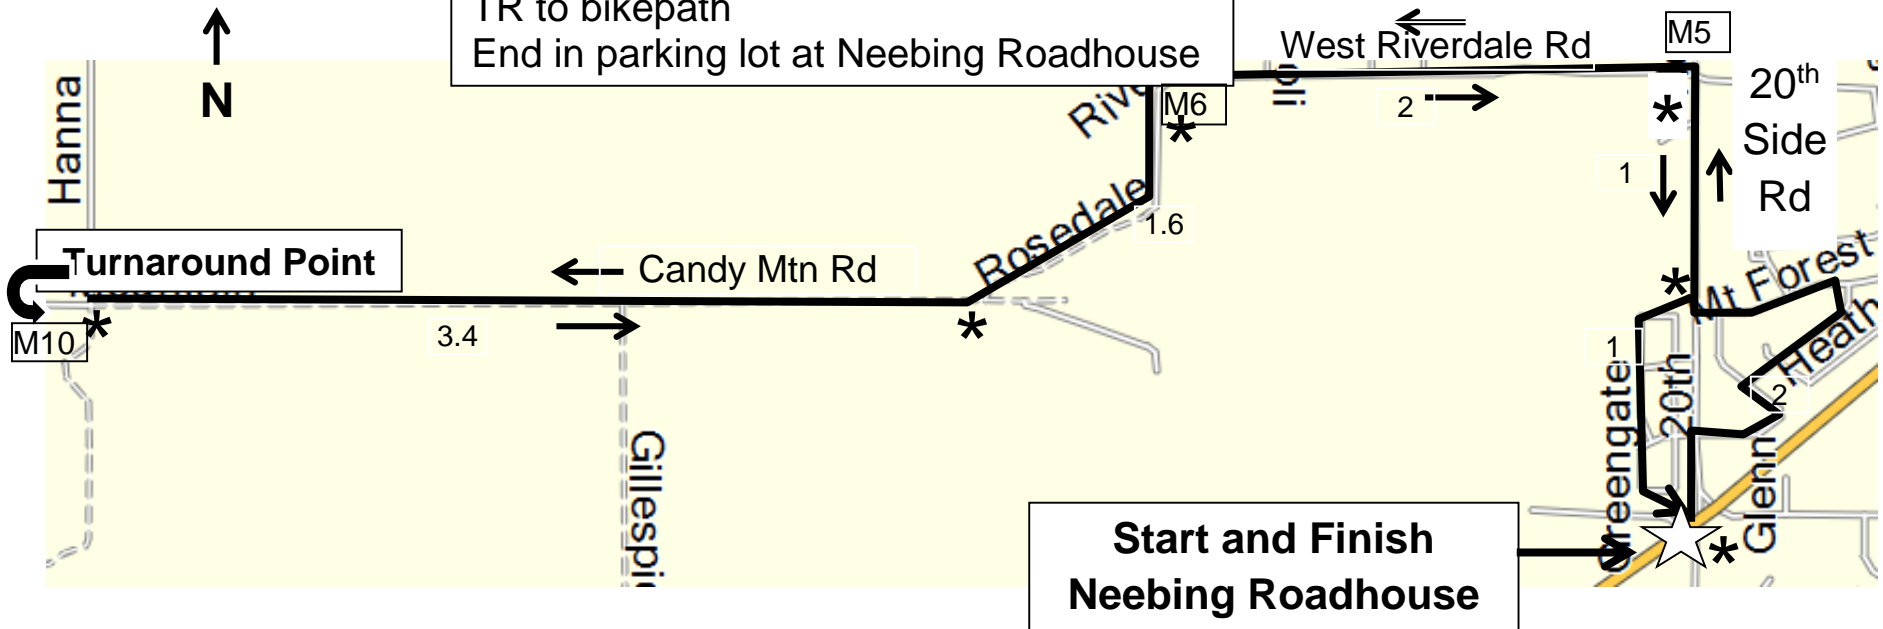 TR to bikepath
End in parking lot at Neebing Roadhouse
N
West Riverdale Rd
M5
20th
Side
Rd
M6
2
1
Hanna
Rosedale
1.6
Turnaround Point
Candy Mtn Rd
M10
3.4
Mt Forest
Heath
1
2
Greengate
20th
Glenn
Gillespie
Start and Finish
Neebing Roadhouse